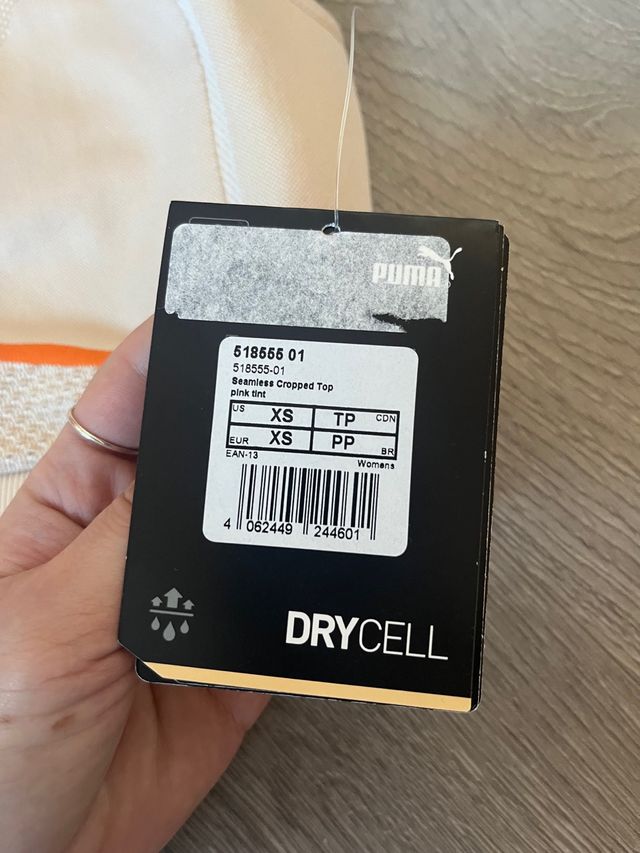 PUMA
518555 01
518555-01
Seamless Cropped Top
pink tint
US XS TP CDN
EUR XS PP BR
EAN-13 Womens
4 062449 244601
DRYCELL